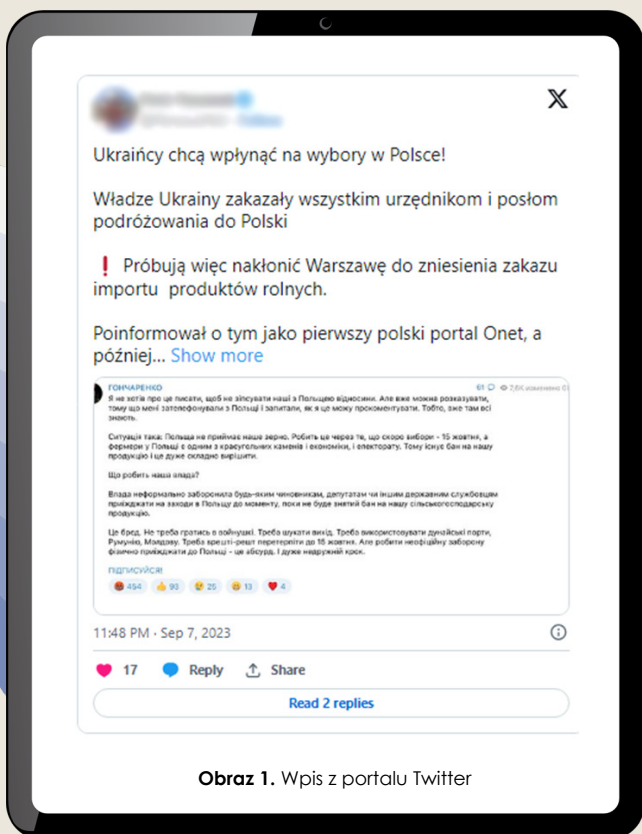 X
Ukraińcy chcą wpłynąć na wybory w Polsce!
Władze Ukrainy zakazały wszystkim urzędnikom i posłom
podróżowania do Polski
❗ Próbują więc nakłonić Warszawę do zniesienia zakazu
importu produktów rolnych.
Poinformował o tym jako pierwszy polski portal Onet, a
później... Show more
ГОНЧАРЕНКО
61 7,6K изменено
Я не хотів про це писати, щоб не зіпсувати наші з Польщею відносини. Але вже можна розказувати,
тому що мені зателефонували з Польщі і запитали, як я це можу прокоментувати. Тобто, вже там всі
знають.
Ситуація така: Польща не приймає наше зерно. Робить це через те, що скоро вибори - 15 жовтня, а
фермери у Польщі є одним з краєугольних каменів і економіки, і електорату. Тому існує бан на нашу
продукцію і це дуже складно вирішити.
Що робить наша влада?
Влада неформально заборонила будь-яким чиновникам, депутатам чи іншим державним службовцям
приїжджати на заходи в Польщу до моменту, поки не буде знятий бан на нашу сільськогосподарську
продукцію.
Це бред. Не треба гратись в войнушкі. Треба шукати вихід. Треба використовувати дунайські порти,
Румунію, Молдову. Треба врешті-решт перетерпіти до 15 жовтня. Але робити неофіційну заборону
фізично приїжджати до Польщі - це абсурд. І дуже недружній крок.
ПІДПИСУЙСЯ!
454 93 25 13 4
11:48 PM · Sep 7, 2023
17 Reply Share
Read 2 replies
Obraz 1. Wpis z portalu Twitter